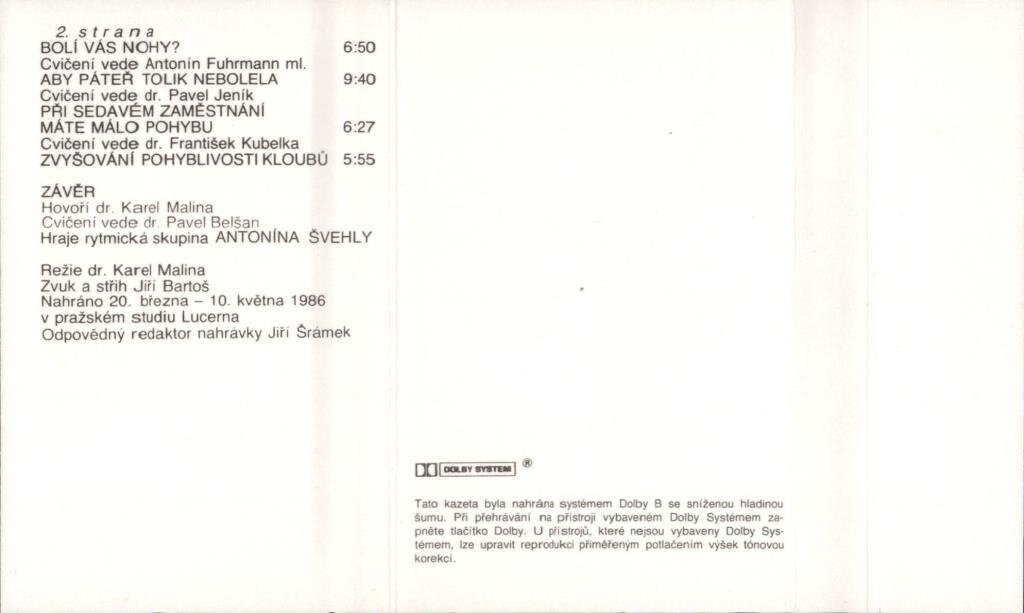 2. strana
BOLÍ VÁS NOHY? 6:50
Cvičení vede Antonín Fuhrmann ml.
ABY PÁTEŘ TOLIK NEBOLELA 9:40
Cvičení vede dr. Pavel Jeník
PŘI SEDAVÉM ZAMĚSTNÁNÍ
MÁTE MÁLO POHYBU 6:27
Cvičení vede dr. František Kubelka
ZVYŠOVÁNÍ POHYBLIVOSTI KLOUBŮ 5:55
ZÁVĚR
Hovoří dr. Karel Malina
Cvičení vede dr. Pavel Belšan
Hraje rytmická skupina ANTONÍNA ŠVEHLY
Režie dr. Karel Malina
Zvuk a střih Jiří Bartoš
Nahráno 20. března – 10. května 1986
v pražském studiu Lucerna
Odpovědný redaktor nahrávky Jiří Šrámek
DOLBY SYSTEM ®
Tato kazeta byla nahrána systémem Dolby B se sníženou hladinou
šumu. Při přehrávání na přístroji vybaveném Dolby Systémem za-
pněte tlačítko Dolby. U přístrojů, které nejsou vybaveny Dolby Sys-
témem, lze upravit reprodukci přiměřeným potlačením výšek tónovou
korekcí.